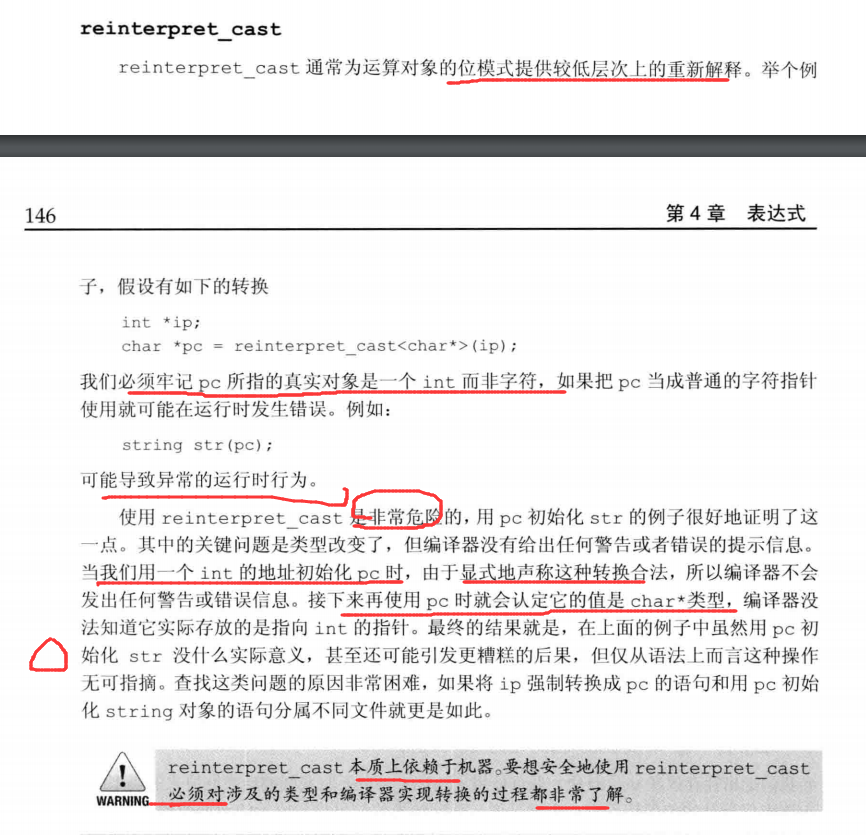 reinterpret_cast
reinterpret_cast 通常为运算对象的位模式提供较低层次上的重新解释。举个例
146
第 4 章 表达式
子，假设有如下的转换
int *ip;
char *pc = reinterpret_cast<char*>(ip);
我们必须牢记 pc 所指的真实对象是一个 int 而非字符，如果把 pc 当成普通的字符指针
使用就可能在运行时发生错误。例如：
string str(pc);
可能导致异常的运行时行为。
使用 reinterpret_cast 是非常危险的，用 pc 初始化 str 的例子很好地证明了这
一点。其中的关键问题是类型改变了，但编译器没有给出任何警告或者错误的提示信息。
当我们用一个 int 的地址初始化 pc 时，由于显式地声称这种转换合法，所以编译器不会
发出任何警告或错误信息。接下来再使用 pc 时就会认定它的值是 char*类型，编译器没
法知道它实际存放的是指向 int 的指针。最终的结果就是，在上面的例子中虽然用 pc 初
始化 str 没什么实际意义，甚至还可能引发更糟糕的后果，但仅从语法上而言这种操作
无可指摘。查找这类问题的原因非常困难，如果将 ip 强制转换成 pc 的语句和用 pc 初始
化 string 对象的语句分属不同文件就更是如此。
reinterpret_cast 本质上依赖于机器。要想安全地使用 reinterpret_cast
WARNING 必须对涉及的类型和编译器实现转换的过程都非常了解。